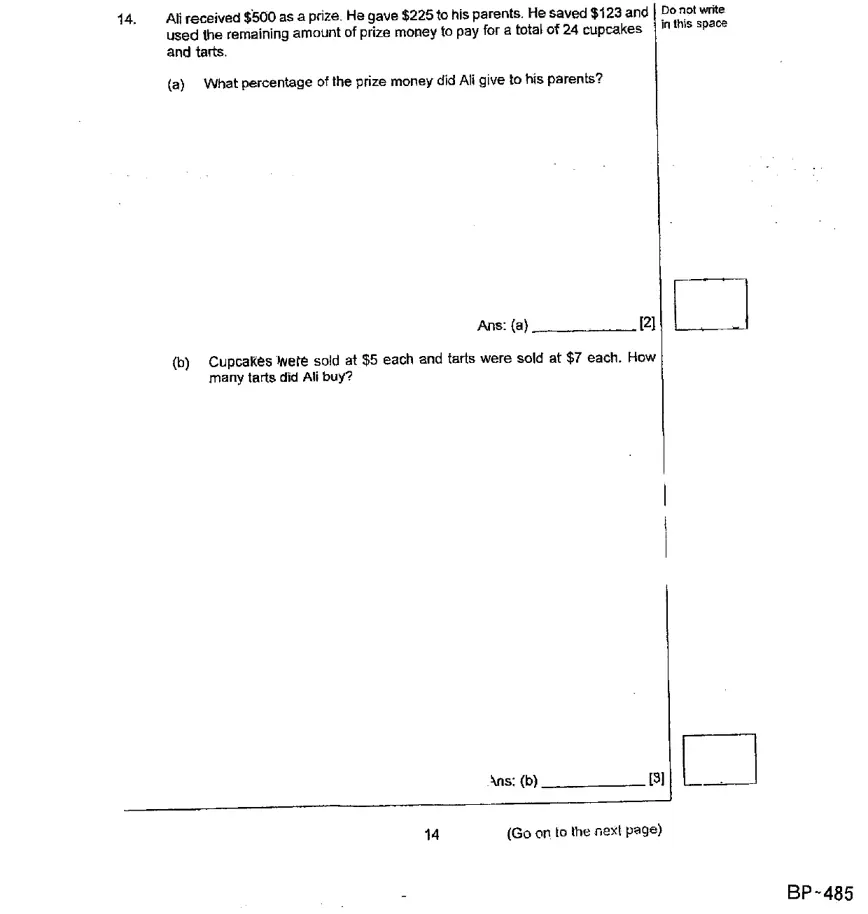 14. Ali received $500 as a prize. He gave $225 to his parents. He saved $123 and
used the remaining amount of prize money to pay for a total of 24 cupcakes
and tarts.
Do not write
in this space
(a) What percentage of the prize money did Ali give to his parents?
Ans: (a) ____________ [2]
(b) Cupcakes were sold at $5 each and tarts were sold at $7 each. How
many tarts did Ali buy?
Ans: (b) ____________ [3]
14 (Go on to the next page)
BP~485